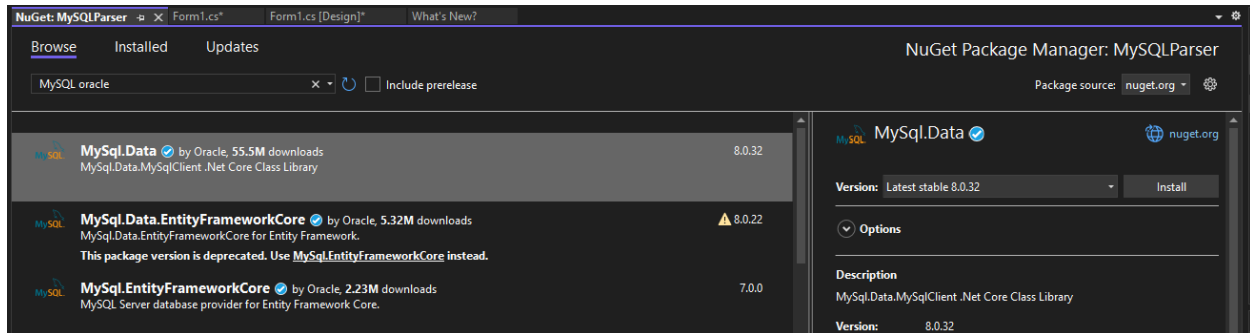 NuGet: MySQLParser Form1.cs* Form1.cs [Design]* What's New?
Browse Installed Updates NuGet Package Manager: MySQLParser
MySQL oracle Include prerelease Package source: nuget.org
MySQL MySql.Data by Oracle, 55.5M downloads 8.0.32
MySql.Data.MySqlClient .Net Core Class Library
MySQL MySql.Data.EntityFrameworkCore by Oracle, 5.32M downloads 8.0.22
MySql.Data.EntityFrameworkCore for Entity Framework.
This package version is deprecated. Use MySql.EntityFrameworkCore instead.
MySQL MySql.EntityFrameworkCore by Oracle, 2.23M downloads 7.0.0
MySQL Server database provider for Entity Framework Core.
MySQL MySql.Data nuget.org
Version: Latest stable 8.0.32 Install
Options
Description
MySql.Data.MySqlClient .Net Core Class Library
Version: 8.0.32